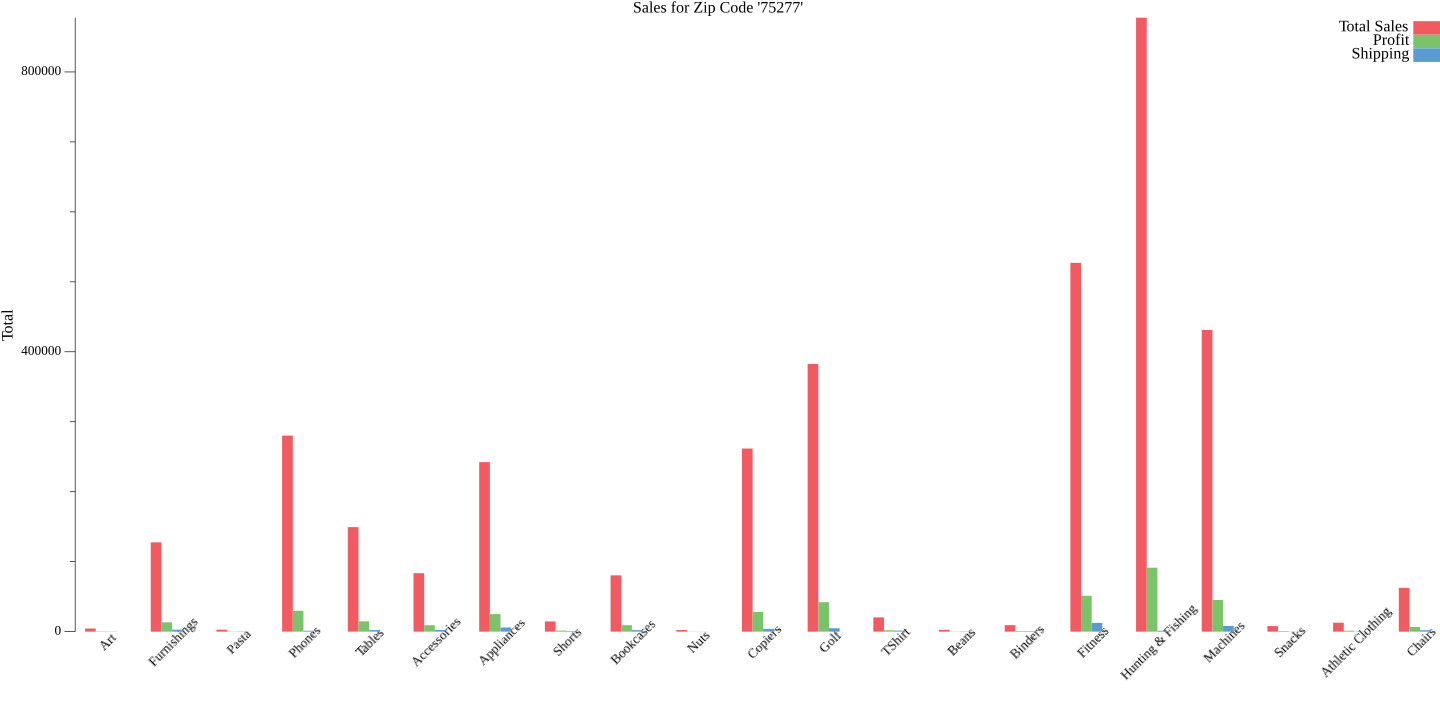 Sales for Zip Code '75277'
Total Sales
Profit
Shipping
800000
400000
0
Total
Art
Furnishings
Pasta
Phones
Tables
Accessories
Appliances
Shorts
Bookcases
Nuts
Copiers
Golf
TShirt
Beans
Binders
Fitness
Hunting & Fishing
Machines
Snacks
Athletic Clothing
Chairs